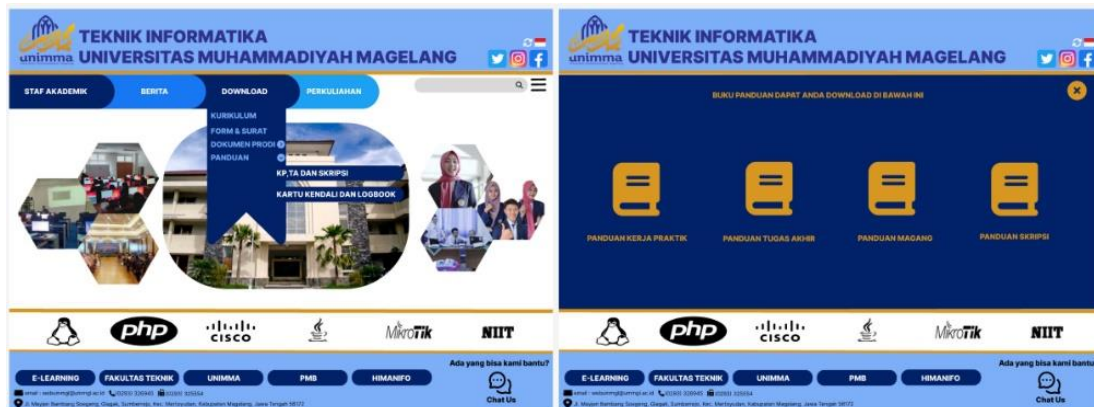 TEKNIK INFORMATIKA
UNIVERSITAS MUHAMMADIYAH MAGELANG
unimma
STAF AKADEMIK
BERITA
DOWNLOAD
PERKULIAHAN
KURIKULUM
FORM & SURAT
DOKUMEN PRODI
PANDUAN
KP,TA DAN SKRIPSI
KARTU KENDALI DAN LOGBOOK
php
CISCO
MikroTik
NIIT
Ada yang bisa kami bantu?
E-LEARNING
FAKULTAS TEKNIK
UNIMMA
PMB
HIMANIFO
Chat Us
TEKNIK INFORMATIKA
UNIVERSITAS MUHAMMADIYAH MAGELANG
unimma
BUKU PANDUAN DAPAT ANDA DOWNLOAD DI BAWAH INI
PANDUAN KERJA PRAKTIK
PANDUAN TUGAS AKHIR
PANDUAN MAGANG
PANDUAN SKRIPSI
php
CISCO
MikroTik
NIIT
Ada yang bisa kami bantu?
E-LEARNING
FAKULTAS TEKNIK
UNIMMA
PMB
HIMANIFO
Chat Us